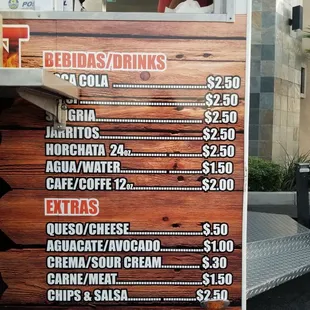 BEBIDAS/DRINKS
COCA COLA $2.50
$2.50
$2.50
JARRITOS $2.50
HORCHATA 24oz $2.50
AGUA/WATER $1.50
CAFE/COFFE 12oz $2.00
EXTRAS
QUESO/CHEESE $.50
AGUACATE/AVOCADO $1.00
CREMA/SOUR CREAM $.30
CARNE/MEAT $1.50
CHIPS & SALSA $2.50